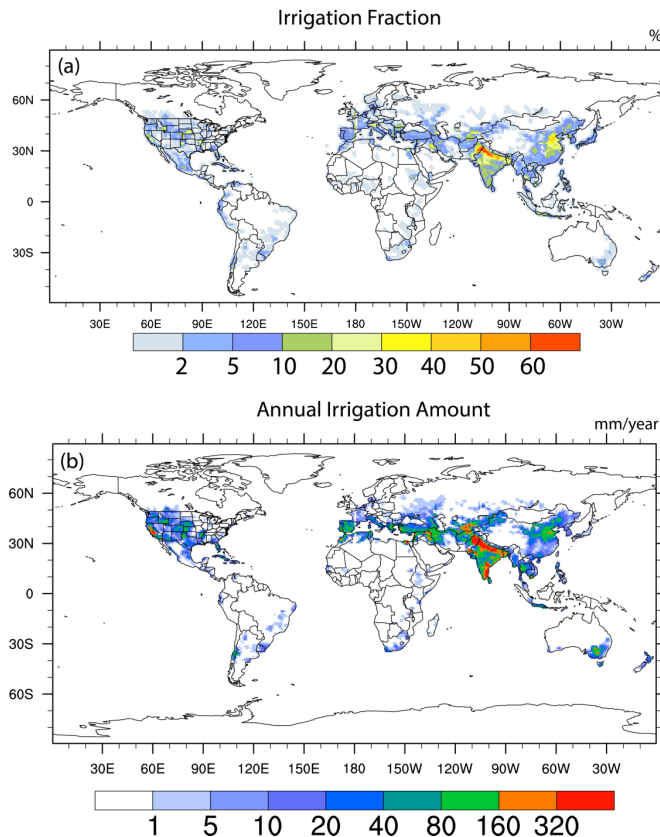 Irrigation Fraction
%
(a)
60N
30N
0
30S
30E 60E 90E 120E 150E 180 150W 120W 90W 60W 30W
2 5 10 20 30 40 50 60
Annual Irrigation Amount
mm/year
(b)
60N
30N
0
30S
60S
30E 60E 90E 120E 150E 180 150W 120W 90W 60W 30W
1 5 10 20 40 80 160 320